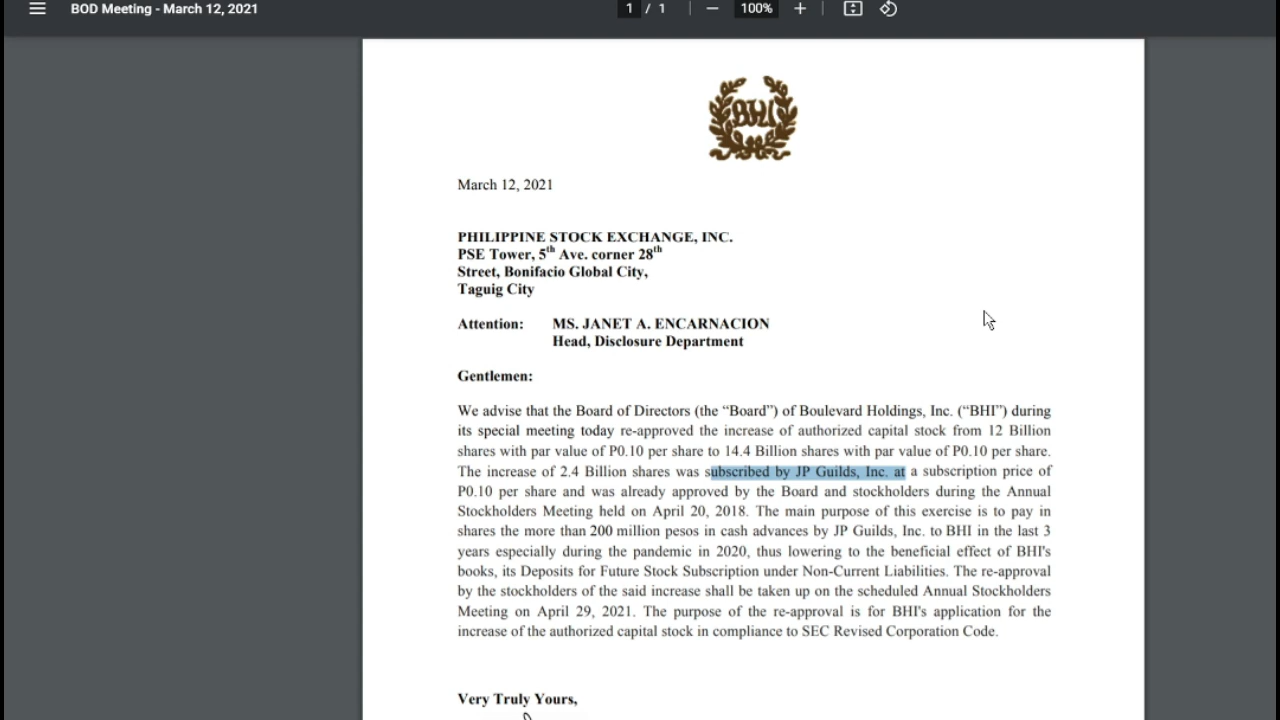 BOD Meeting - March 12, 2021
1 / 1
100%
BHI
March 12, 2021
PHILIPPINE STOCK EXCHANGE, INC.
PSE Tower, 5th Ave. corner 28th
Street, Bonifacio Global City,
Taguig City
Attention: MS. JANET A. ENCARNACION
Head, Disclosure Department
Gentlemen:
We advise that the Board of Directors (the “Board”) of Boulevard Holdings, Inc. (“BHI”) during
its special meeting today re-approved the increase of authorized capital stock from 12 Billion
shares with par value of P0.10 per share to 14.4 Billion shares with par value of P0.10 per share.
The increase of 2.4 Billion shares was subscribed by JP Guilds, Inc. at a subscription price of
P0.10 per share and was already approved by the Board and stockholders during the Annual
Stockholders Meeting held on April 20, 2018. The main purpose of this exercise is to pay in
shares the more than 200 million pesos in cash advances by JP Guilds, Inc. to BHI in the last 3
years especially during the pandemic in 2020, thus lowering to the beneficial effect of BHI's
books, its Deposits for Future Stock Subscription under Non-Current Liabilities. The re-approval
by the stockholders of the said increase shall be taken up on the scheduled Annual Stockholders
Meeting on April 29, 2021. The purpose of the re-approval is for BHI's application for the
increase of the authorized capital stock in compliance to SEC Revised Corporation Code.
Very Truly Yours,